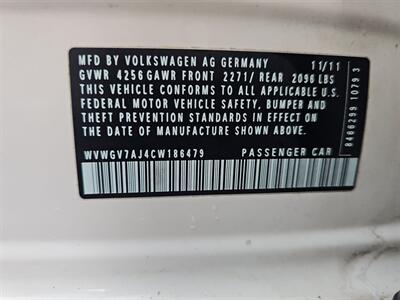 MFD BY VOLKSWAGEN AG GERMANY 11/11
GVWR 4256 GAWR FRONT 2271/ REAR 2096 LBS
THIS VEHICLE CONFORMS TO ALL APPLICABLE U.S.
FEDERAL MOTOR VEHICLE SAFETY, BUMPER AND
THEFT PREVENTION STANDARDS IN EFFECT ON THE
DATE OF MANUFACTURE SHOWN ABOVE.
WVWGV7AJ4CW186479 PASSENGER CAR
8466299 1079 3